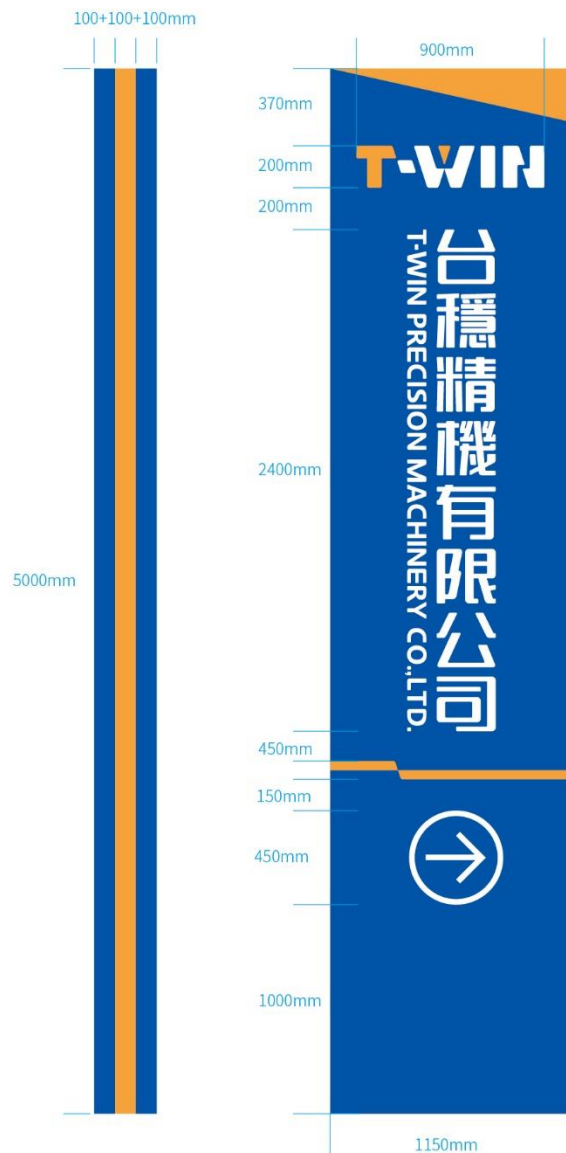 100+100+100mm
5000mm
900mm
370mm
200mm
200mm
2400mm
450mm
150mm
450mm
1000mm
1150mm
T-WIN
台穩精機有限公司
T-WIN PRECISION MACHINERY CO.,LTD.